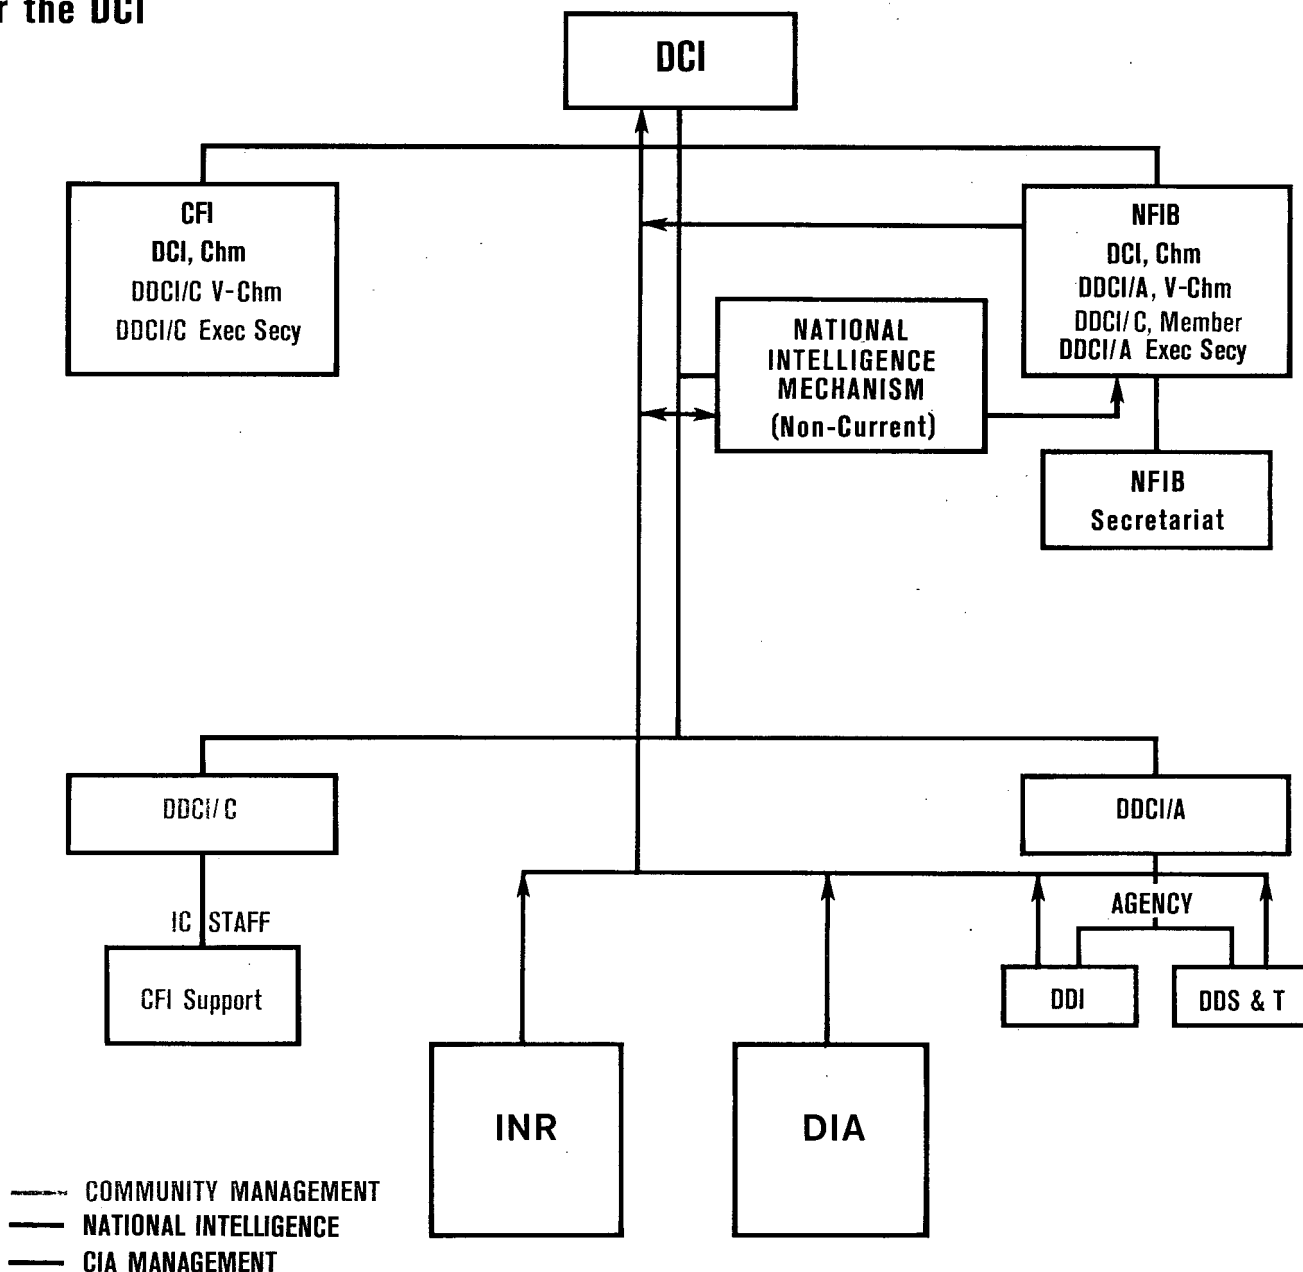 r the DCI
DCI
CFI
DCI, Chm
DDCI/C V-Chm
DDCI/C Exec Secy
NFIB
DCI, Chm
DDCI/A, V-Chm
DDCI/C, Member
DDCI/A Exec Secy
NATIONAL
INTELLIGENCE
MECHANISM
(Non-Current)
NFIB
Secretariat
DDCI/C
DDCI/A
IC STAFF
AGENCY
CFI Support
DDI
DDS & T
INR
DIA
COMMUNITY MANAGEMENT
NATIONAL INTELLIGENCE
CIA MANAGEMENT